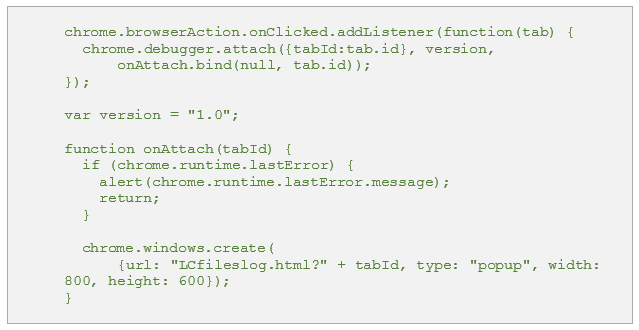 chrome.browserAction.onClicked.addListener(function(tab) {
  chrome.debugger.attach({tabId:tab.id}, version,
      onAttach.bind(null, tab.id));
});

var version = "1.0";

function onAttach(tabId) {
  if (chrome.runtime.lastError) {
    alert(chrome.runtime.lastError.message);
    return;
  }

  chrome.windows.create(
      {url: "LCfileslog.html?" + tabId, type: "popup", width:
800, height: 600});
}